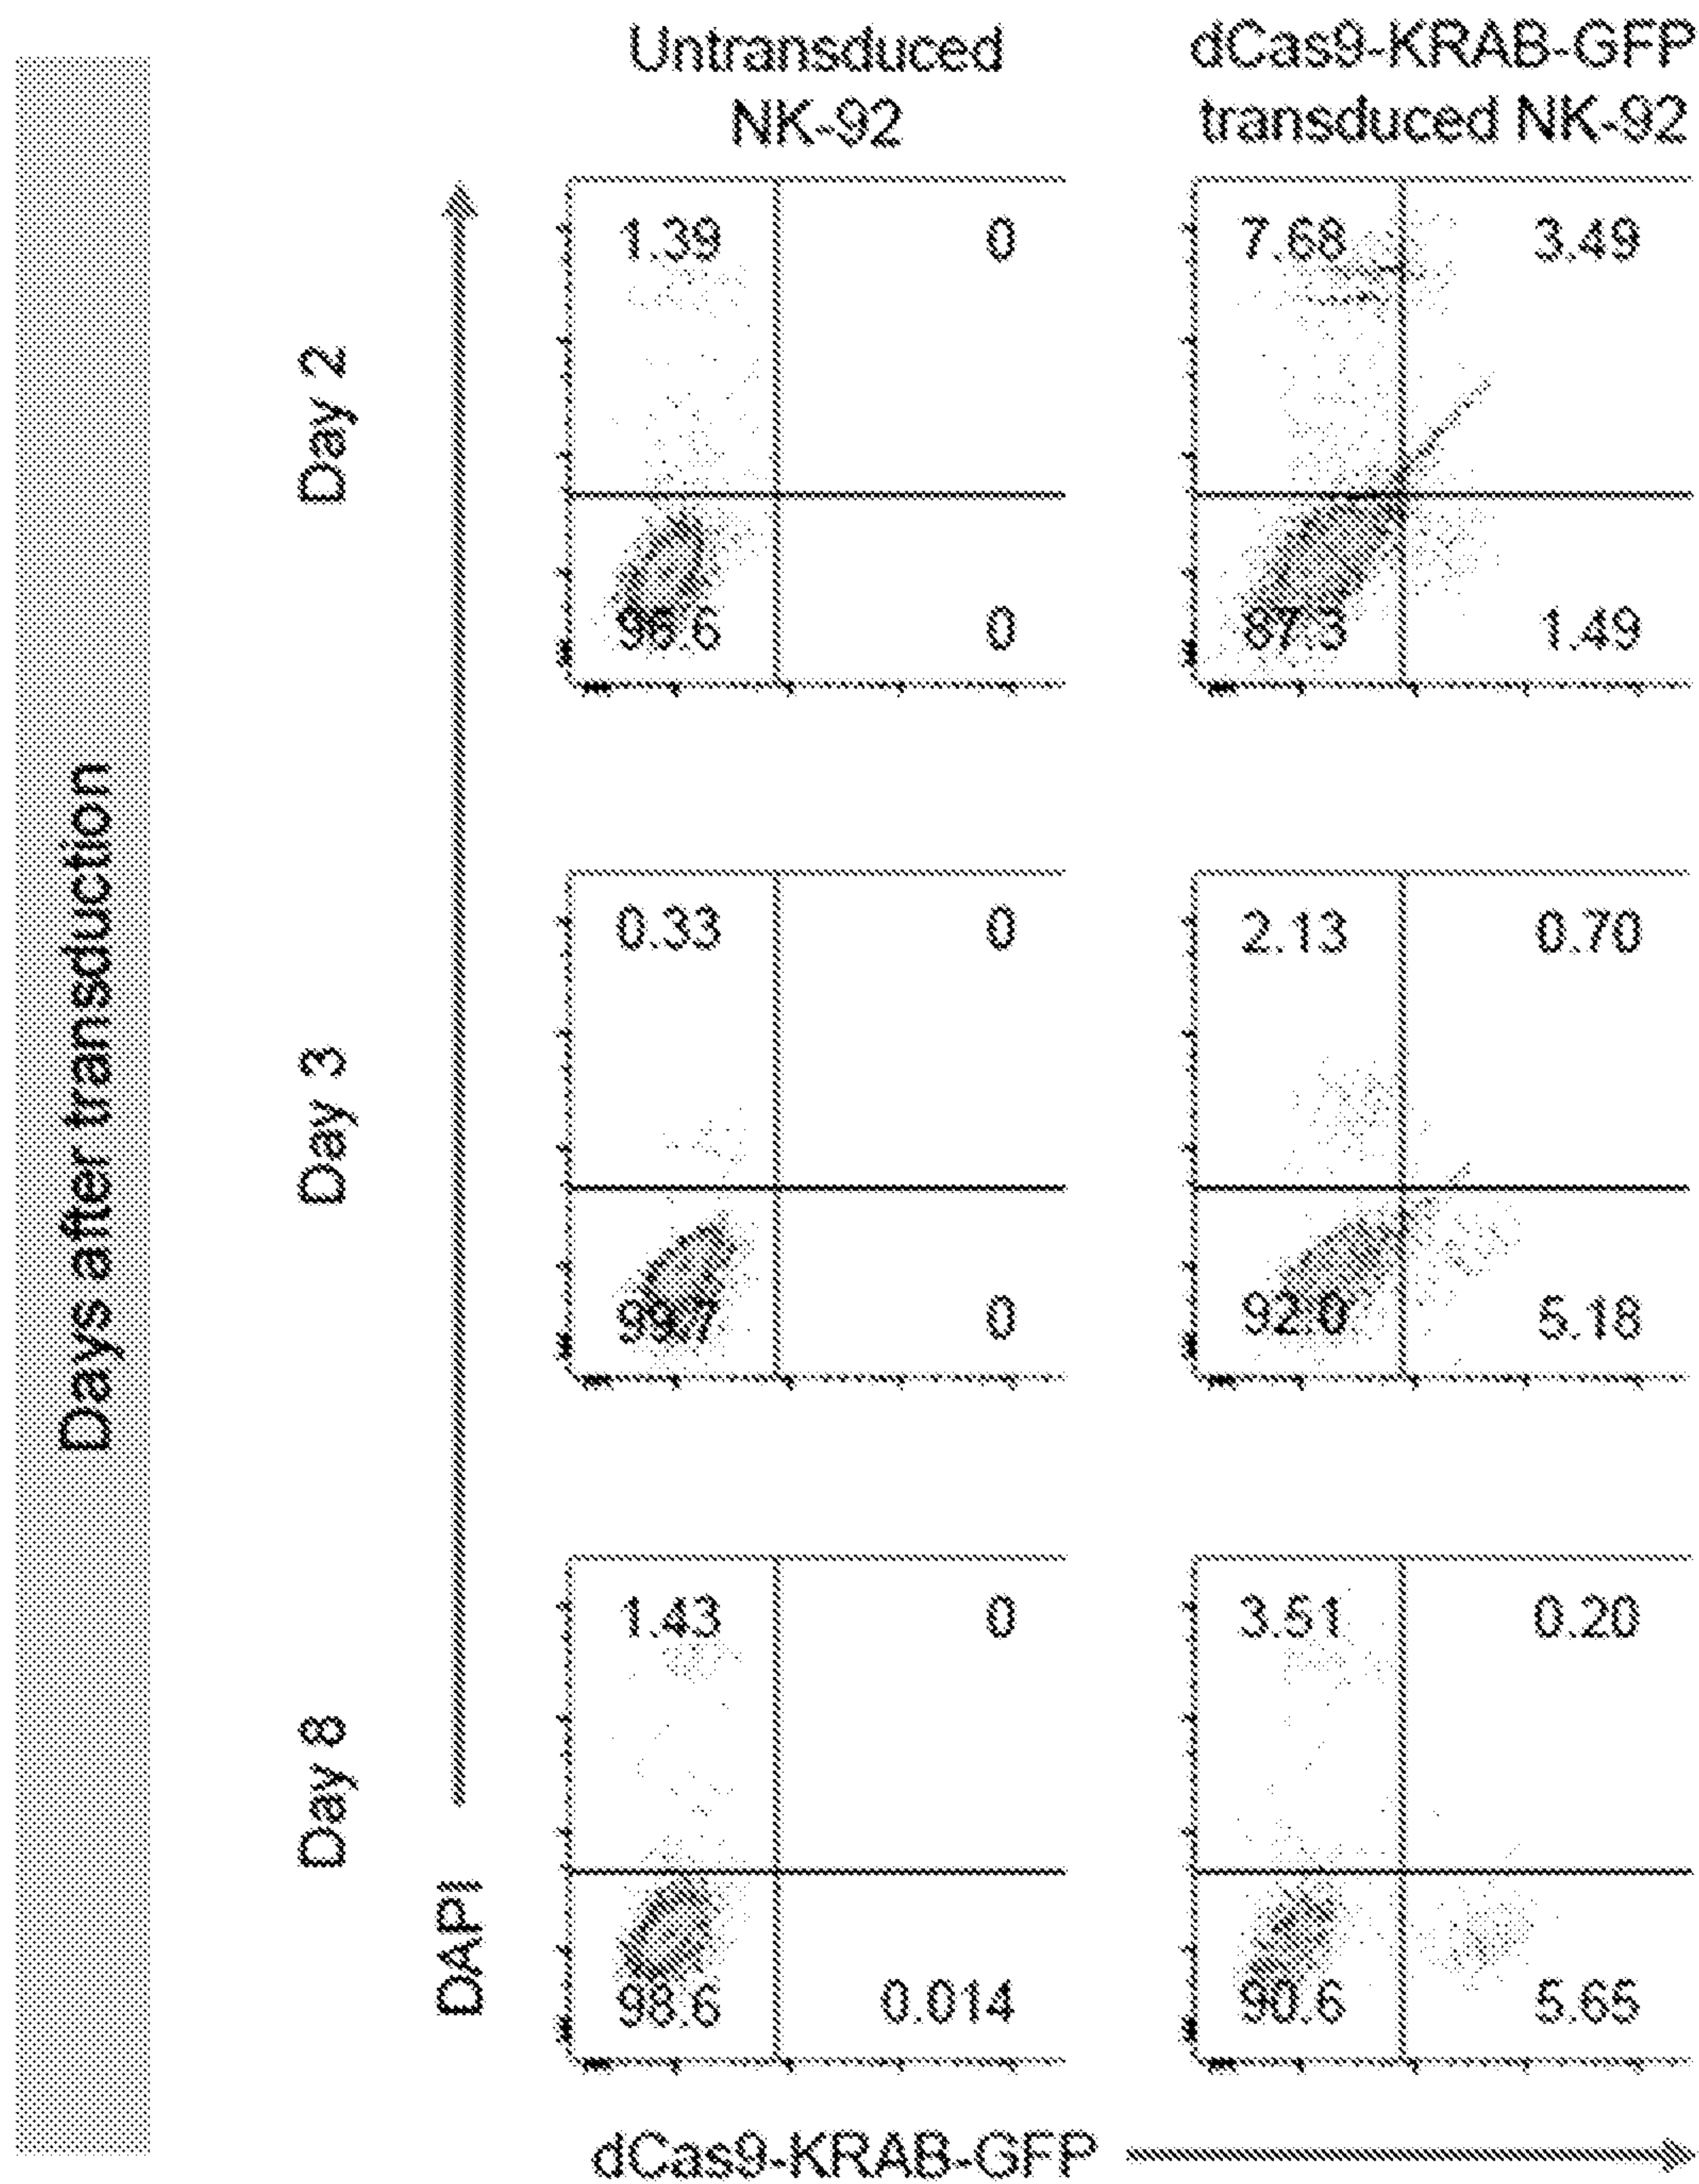 Untransduced
NK-92
dCas9-KRAB-GFP
transduced NK-92
Days after transduction
Day 2
1.39
0
98.6
0
7.68
3.49
87.3
1.49
Day 3
0.33
0
99.7
0
2.13
0.70
92.0
5.18
Day 8
1.43
0
98.6
0.014
3.51
0.20
90.6
5.65
DAPI
dCas9-KRAB-GFP